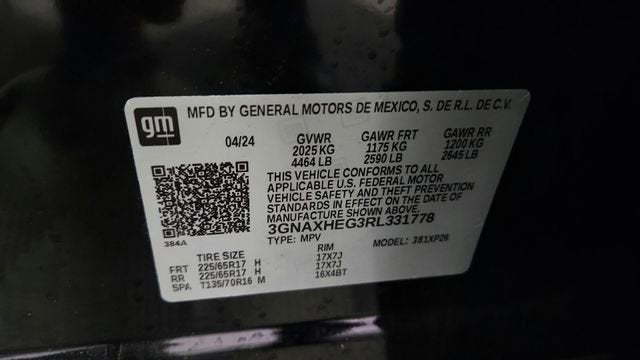 gm
MFD BY GENERAL MOTORS DE MEXICO, S. DE R.L. DE C.V.
04/24 GVWR GAWR FRT GAWR RR
2025 KG 1175 KG 1200 KG
4464 LB 2590 LB 2645 LB
THIS VEHICLE CONFORMS TO ALL
APPLICABLE U.S. FEDERAL MOTOR
VEHICLE SAFETY AND THEFT PREVENTION
STANDARDS IN EFFECT ON THE DATE OF
MANUFACTURE SHOWN ABOVE.
3GNAXHEG3RL331778
384A
TYPE: MPV MODEL: 381XP26
TIRE SIZE RIM
FRT 225/65R17 H 17X7J
RR 225/65R17 H 17X7J
SPA T135/70R16 M 16X4BT